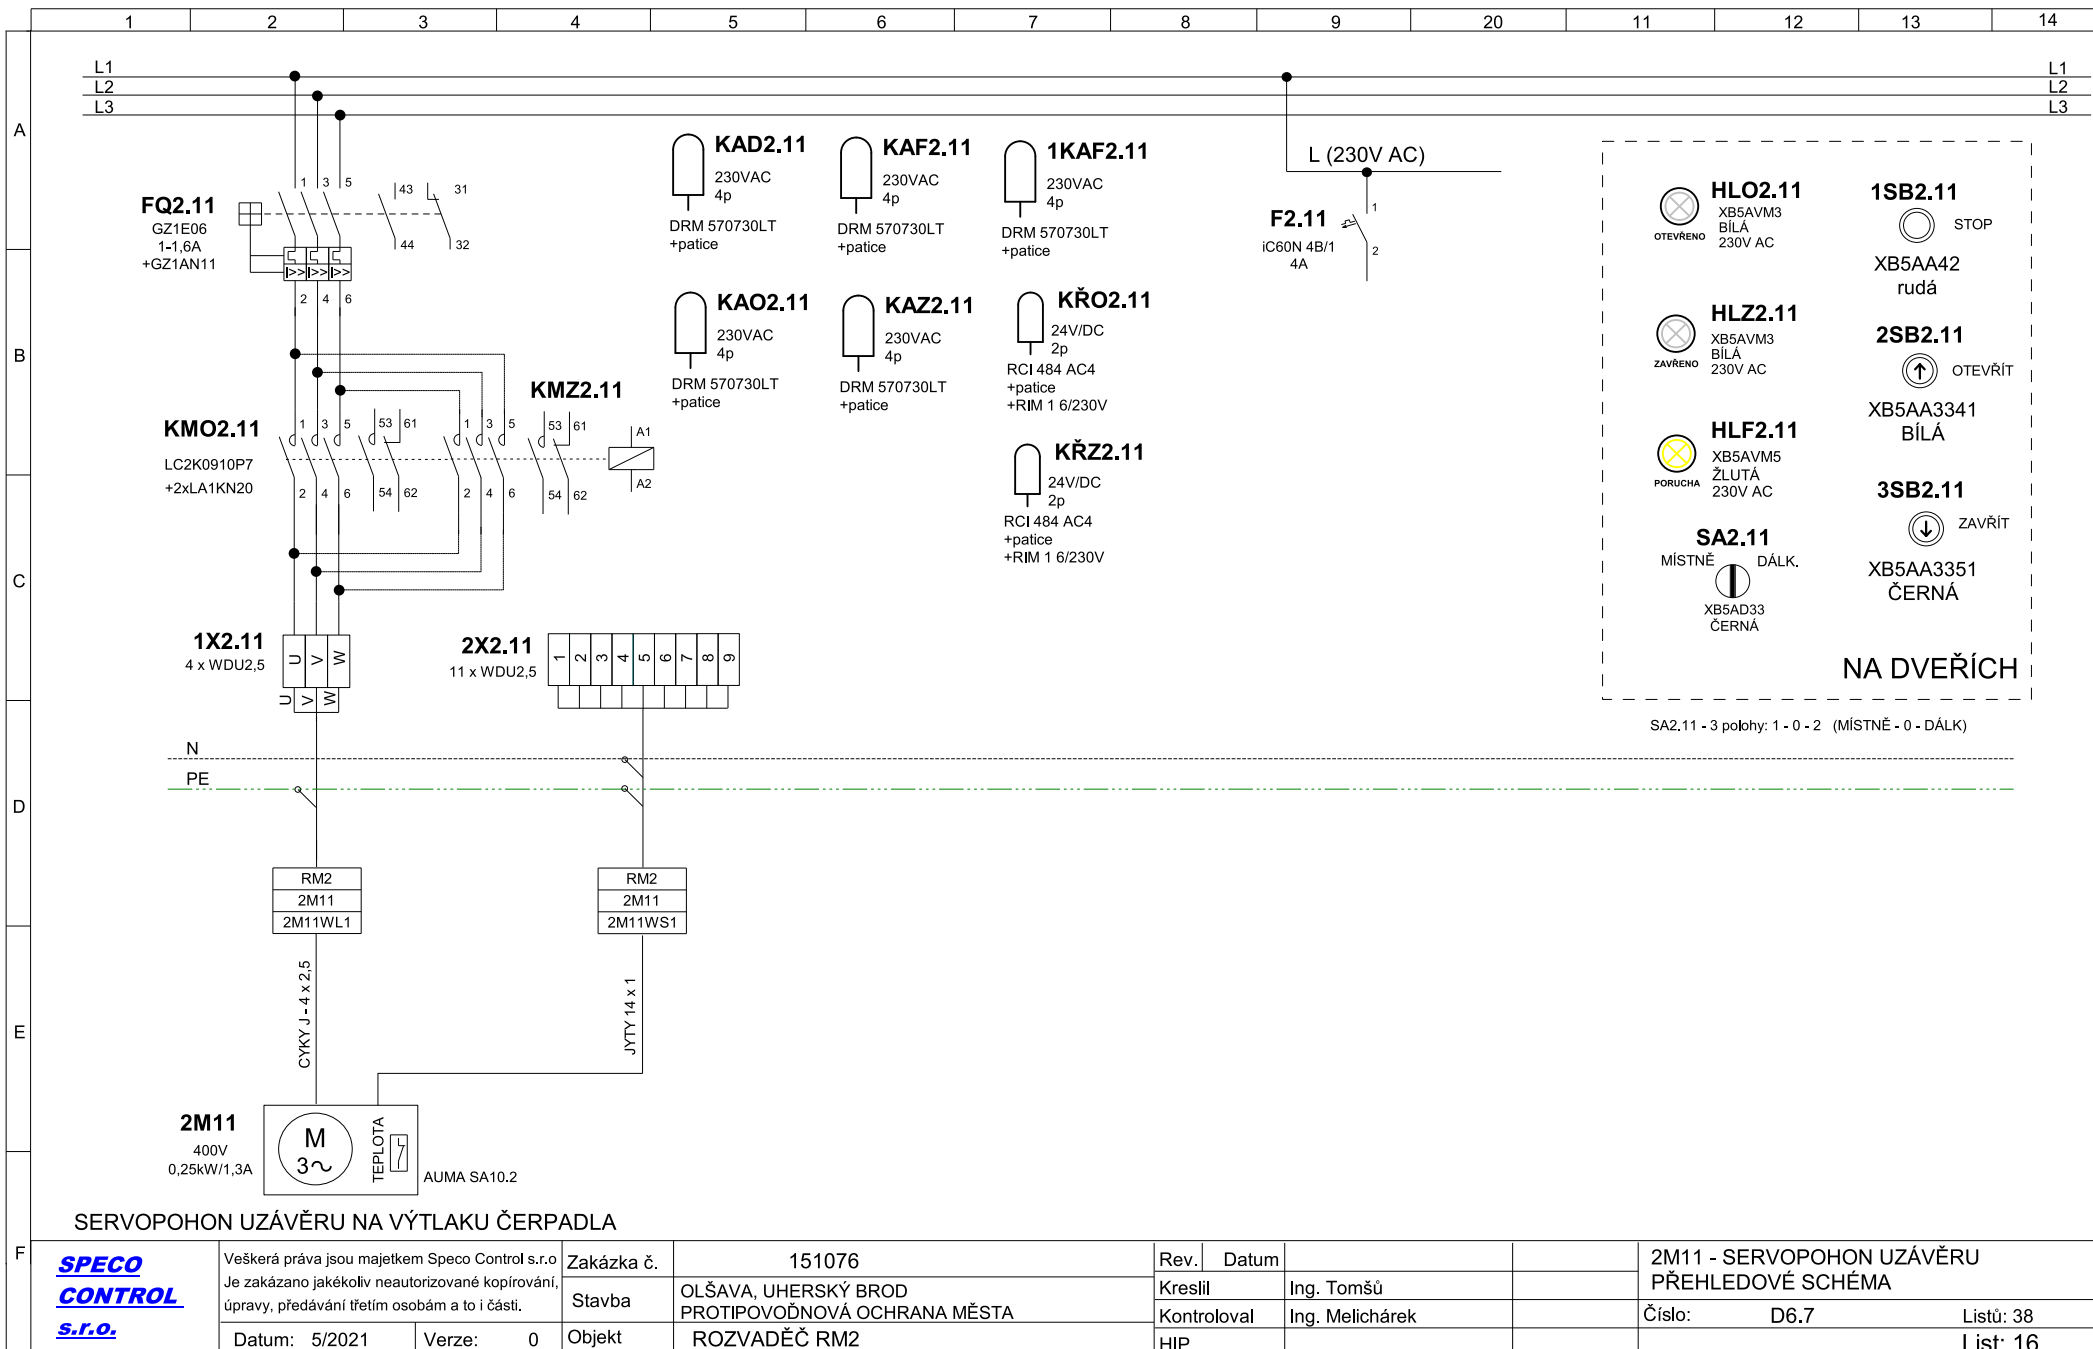 1 2 3 4 5 6 7 8 9 20 11 12 13 14
A
B
C
D
E
F
L1
L2
L3
L1
L2
L3
FQ2.11
GZ1E06
1-1,6A
+GZ1AN11
1 3 5
43
31
44
32
I>> I>> I>>
2 4 6
KAD2.11
230VAC
4p
DRM 570730LT
+patice
KAF2.11
230VAC
4p
DRM 570730LT
+patice
1KAF2.11
230VAC
4p
DRM 570730LT
+patice
L (230V AC)
F2.11
iC60N 4B/1
4A
1
2
KAO2.11
230VAC
4p
DRM 570730LT
+patice
KAZ2.11
230VAC
4p
DRM 570730LT
+patice
KŘO2.11
24V/DC
2p
RCI 484 AC4
+patice
+RIM 1 6/230V
KŘZ2.11
24V/DC
2p
RCI 484 AC4
+patice
+RIM 1 6/230V
KMO2.11
LC2K0910P7
+2xLA1KN20
1 3 5 53 61
2 4 6 54 62
KMZ2.11
1 3 5 53 61
2 4 6 54 62
A1
A2
HLO2.11
XB5AVM3
BÍLÁ
230V AC
OTEVŘENO
1SB2.11
STOP
XB5AA42
rudá
HLZ2.11
XB5AVM3
BÍLÁ
230V AC
ZAVŘENO
2SB2.11
OTEVŘÍT
XB5AA3341
BÍLÁ
HLF2.11
XB5AVM5
ŽLUTÁ
230V AC
PORUCHA
3SB2.11
ZAVŘÍT
XB5AA3351
ČERNÁ
SA2.11
MÍSTNĚ DÁLK.
XB5AD33
ČERNÁ
NA DVEŘÍCH
SA2.11 - 3 polohy: 1 - 0 - 2 (MÍSTNĚ - 0 - DÁLK)
1X2.11
4 x WDU2,5
U V W
U V W
2X2.11
11 x WDU2,5
1 2 3 4 5 6 7 8 9
N
PE
RM2
2M11
2M11WL1
RM2
2M11
2M11WS1
CYKY J - 4 x 2,5
JYTY 14 x 1
2M11
400V
0,25kW/1,3A
M
3~
TEPLOTA
AUMA SA10.2
SERVOPOHON UZÁVĚRU NA VÝTLAKU ČERPADLA
SPECO
CONTROL
s.r.o.
Veškerá práva jsou majetkem Speco Control s.r.o
Je zakázáno jakékoliv neautorizované kopírování,
úpravy, předávání třetím osobám a to i části.
Datum: 5/2021 Verze: 0
Zakázka č. 151076
Stavba OLŠAVA, UHERSKÝ BROD
PROTIPOVOĎNOVÁ OCHRANA MĚSTA
Objekt ROZVADĚČ RM2
Rev. Datum
Kreslil Ing. Tomšů
Kontroloval Ing. Melichárek
HIP
2M11 - SERVOPOHON UZÁVĚRU
PŘEHLEDOVÉ SCHÉMA
Číslo: D6.7 Listů: 38
List: 16